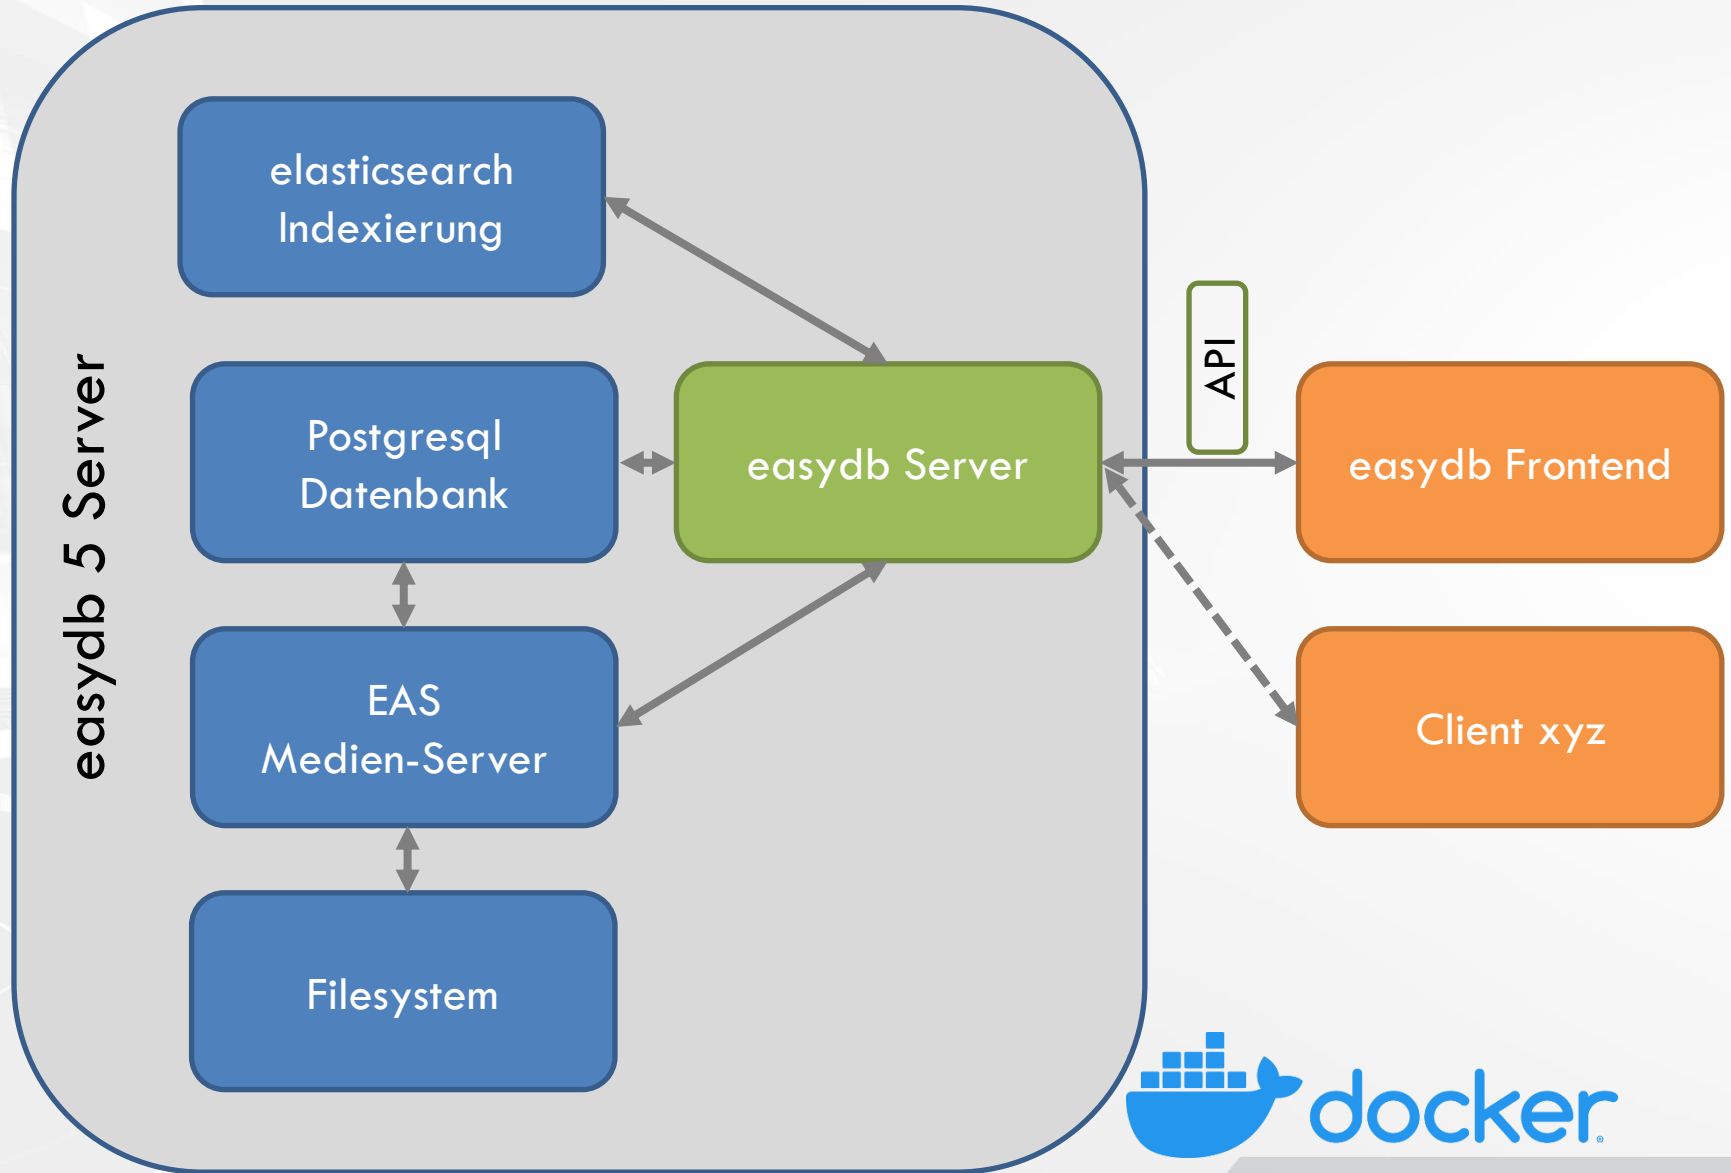 easydb 5 Server
elasticsearch
Indexierung
Postgresql
Datenbank
EAS
Medien-Server
Filesystem
easydb Server
API
easydb Frontend
Client xyz
docker